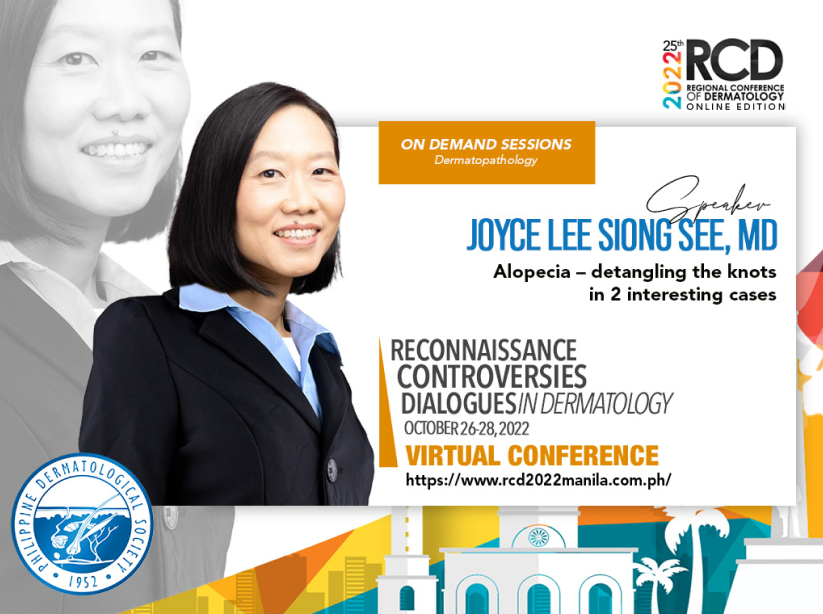 25th
2022
RCD
REGIONAL CONFERENCE
OF DERMATOLOGY
ONLINE EDITION
ON DEMAND SESSIONS
Dermatopathology
Speaker
JOYCE LEE SIONG SEE, MD
Alopecia – detangling the knots
in 2 interesting cases
RECONNAISSANCE
CONTROVERSIES
DIALOGUES IN DERMATOLOGY
OCTOBER 26-28, 2022
VIRTUAL CONFERENCE
https://www.rcd2022manila.com.ph/
PHILIPPINE DERMATOLOGICAL SOCIETY
• 1952 •